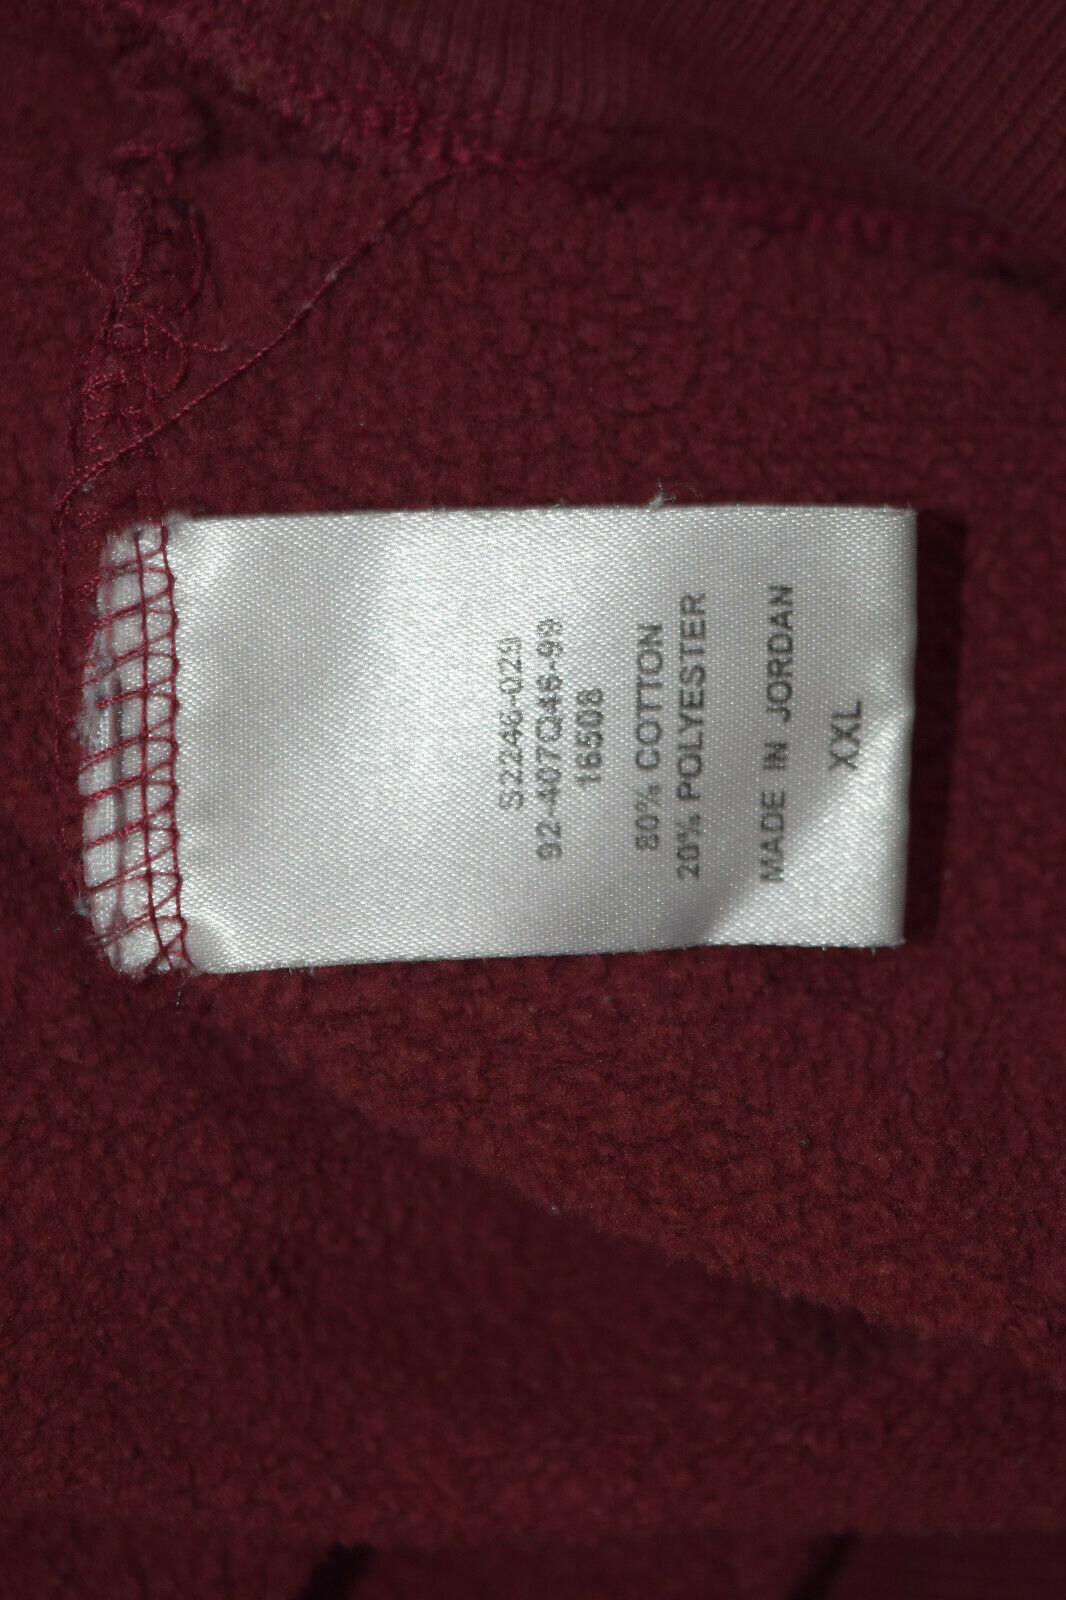 S2246-029
92-407Q46-99
16508
80% COTTON
20% POLYESTER
MADE IN JORDAN
XXL